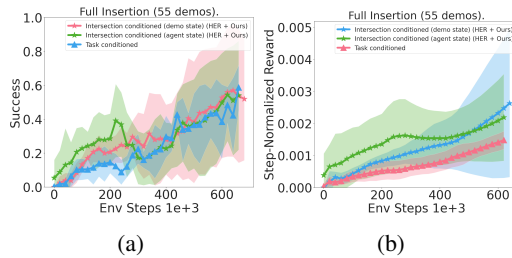 Full Insertion (55 demos).
Intersection conditioned (demo state) (HER + Ours)
Intersection conditioned (agent state) (HER + Ours)
Task conditioned
Success
1.0
0.8
0.6
0.4
0.2
0.0
0 200 400 600
Env Steps 1e+3
(a)
Full Insertion (55 demos).
Intersection conditioned (demo state) (HER + Ours)
Intersection conditioned (agent state) (HER + Ours)
Task conditioned
Step-Normalized Reward
0.005
0.004
0.003
0.002
0.001
0.000
0 200 400 600
Env Steps 1e+3
(b)